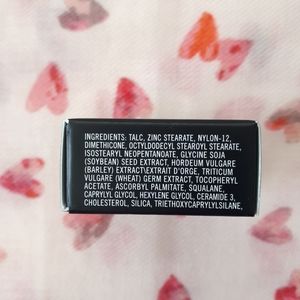 INGREDIENTS: TALC, ZINC STEARATE, NYLON-12,
DIMETHICONE, OCTYLDODECYL STEAROYL STEARATE,
ISOSTEARYL NEOPENTANOATE, GLYCINE SOJA
(SOYBEAN) SEED EXTRACT, HORDEUM VULGARE
(BARLEY) EXTRACT\EXTRAIT D'ORGE, TRITICUM
VULGARE (WHEAT) GERM EXTRACT, TOCOPHERYL
ACETATE, ASCORBYL PALMITATE, SQUALANE,
CAPRYLYL GLYCOL, HEXYLENE GLYCOL, CERAMIDE 3,
CHOLESTEROL, SILICA, TRIETHOXYCAPRYLYLSILANE,